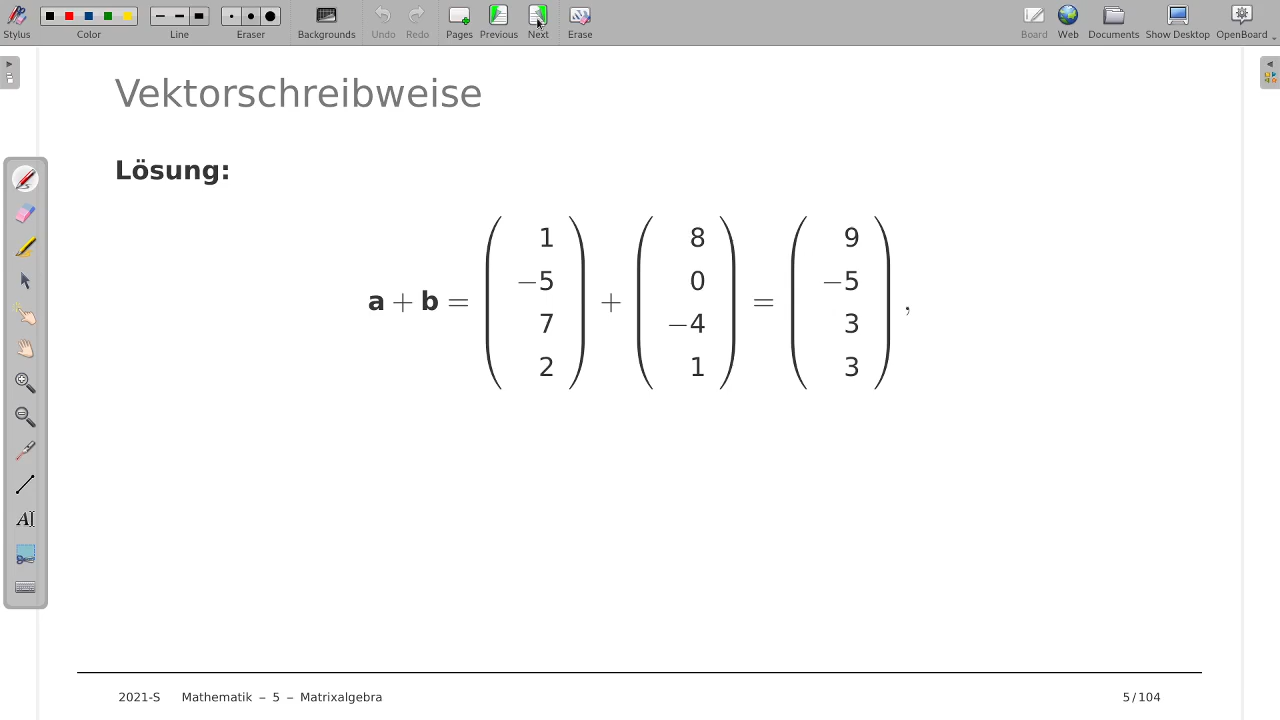 Stylus Color Line Eraser Backgrounds Undo Redo Pages Previous Next Erase Board Web Documents Show Desktop OpenBoard
Vektorschreibweise
Lösung:
a + b = ( 1 −5 7 2 ) + ( 8 0 −4 1 ) = ( 9 −5 3 3 ) ,
2021-S Mathematik – 5 – Matrixalgebra 5/104